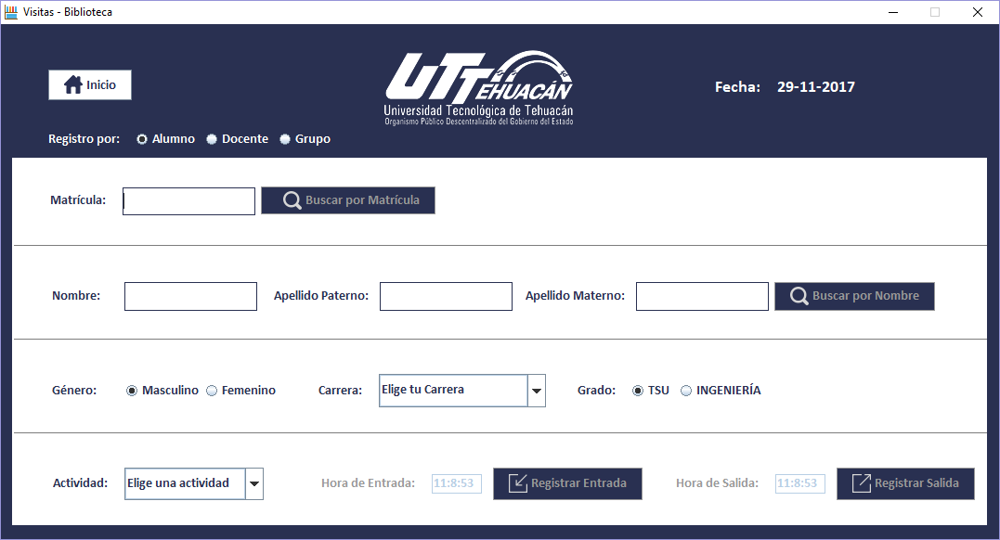 Visitas - Biblioteca
Inicio
UTTEHUACÁN
Universidad Tecnológica de Tehuacán
Organismo Público Descentralizado del Gobierno del Estado
Fecha: 29-11-2017
Registro por: Alumno Docente Grupo
Matrícula: Buscar por Matrícula
Nombre: Apellido Paterno: Apellido Materno: Buscar por Nombre
Género: Masculino Femenino Carrera: Elige tu Carrera Grado: TSU INGENIERÍA
Actividad: Elige una actividad Hora de Entrada: 11:8:53 Registrar Entrada Hora de Salida: 11:8:53 Registrar Salida